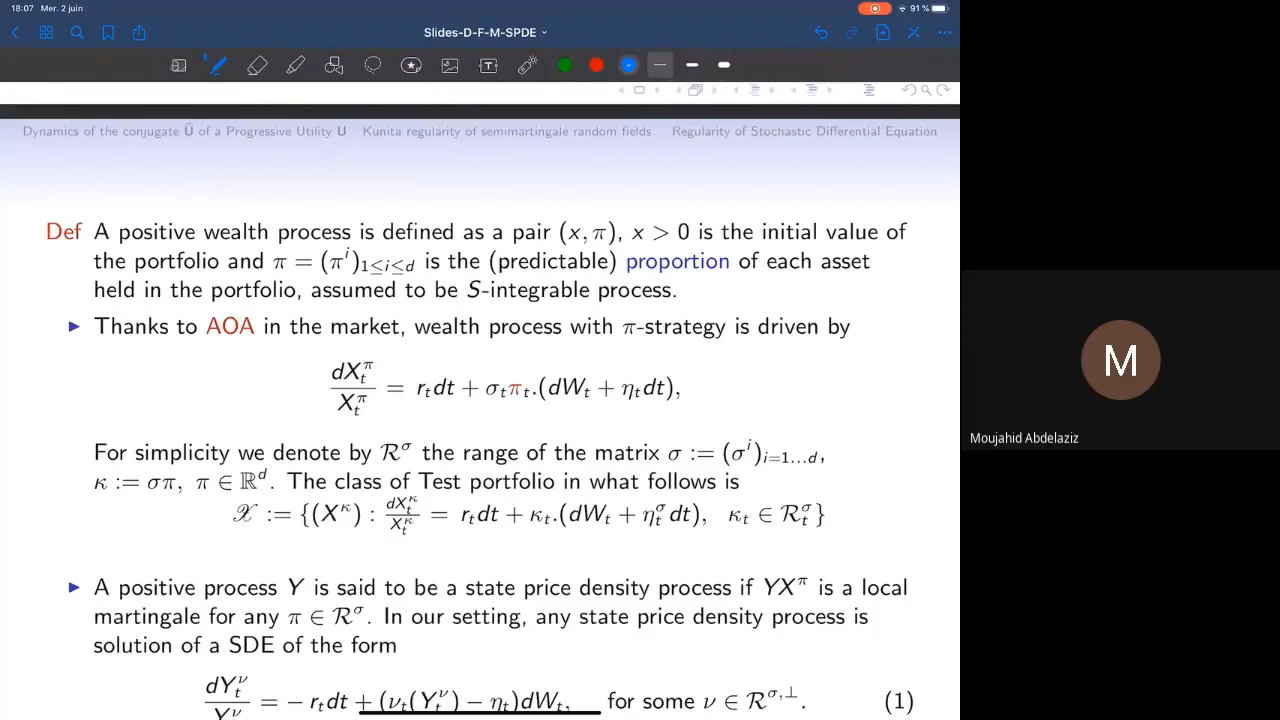 18:07 Mer. 2 juin
91 %
Slides-D-F-M-SPDE
Dynamics of the conjugate Ũ of a Progressive Utility U Kunita regularity of semimartingale random fields Regularity of Stochastic Differential Equation
Def A positive wealth process is defined as a pair (x, π), x > 0 is the initial value of
the portfolio and π = (πⁱ)₁≤i≤d is the (predictable) proportion of each asset
held in the portfolio, assumed to be S-integrable process.
▶ Thanks to AOA in the market, wealth process with π-strategy is driven by
dX_t^π / X_t^π = r_t dt + σ_t π_t.(dW_t + η_t dt),
For simplicity we denote by R^σ the range of the matrix σ := (σⁱ)_{i=1...d},
κ := σπ, π ∈ ℝ^d. The class of Test portfolio in what follows is
𝒳 := {(X^κ) : dX_t^κ / X_t^κ = r_t dt + κ_t.(dW_t + η_t^σ dt), κ_t ∈ R_t^σ}
▶ A positive process Y is said to be a state price density process if YX^π is a local
martingale for any π ∈ R^σ. In our setting, any state price density process is
solution of a SDE of the form
dY_t^ν / Y_t^ν = − r_t dt + (ν_t(Y_t^ν) − η_t)dW_t, for some ν ∈ R^{σ,⊥}. (1)
M
Moujahid Abdelaziz